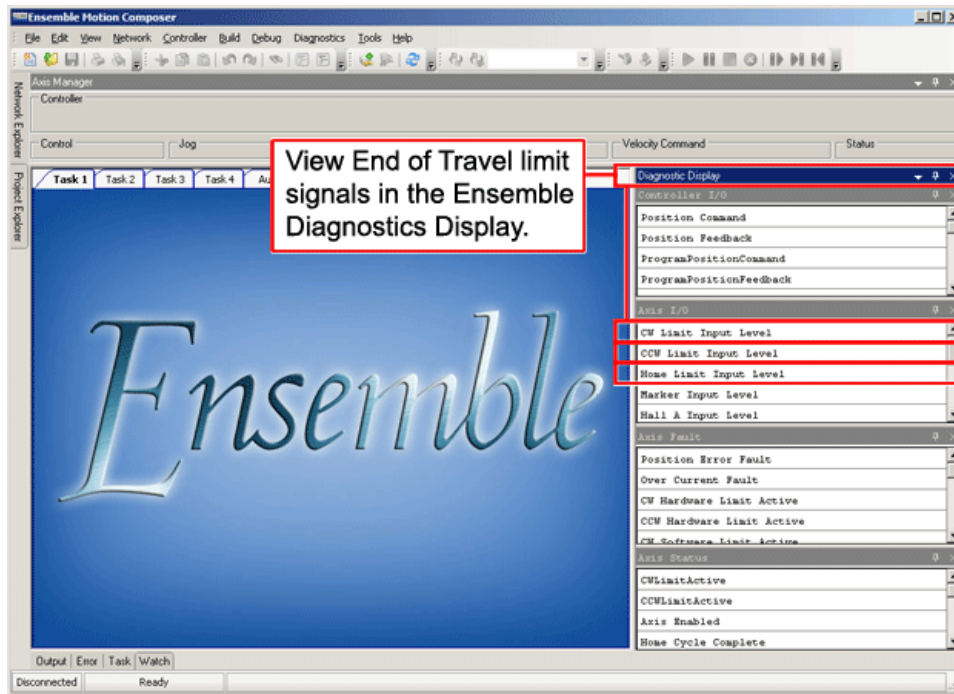 Ensemble Motion Composer
File Edit View Network Controller Build Debug Diagnostics Tools Help
Network Explorer
Project Explorer
Axis Manager
Controller
Control
Jog
Velocity Command
Status
Task 1 Task 2 Task 3 Task 4
View End of Travel limit
signals in the Ensemble
Diagnostics Display.
Ensemble
Diagnostic Display
Controller I/O
Position Command
Position Feedback
ProgramPositionCommand
ProgramPositionFeedback
Axis I/O
CW Limit Input Level
CCW Limit Input Level
Home Limit Input Level
Marker Input Level
Hall A Input Level
Axis Fault
Position Error Fault
Over Current Fault
CW Hardware Limit Active
CCW Hardware Limit Active
CW Software Limit Active
Axis Status
CWLimitActive
CCWLimitActive
Axis Enabled
Home Cycle Complete
Output Error Task Watch
Disconnected Ready